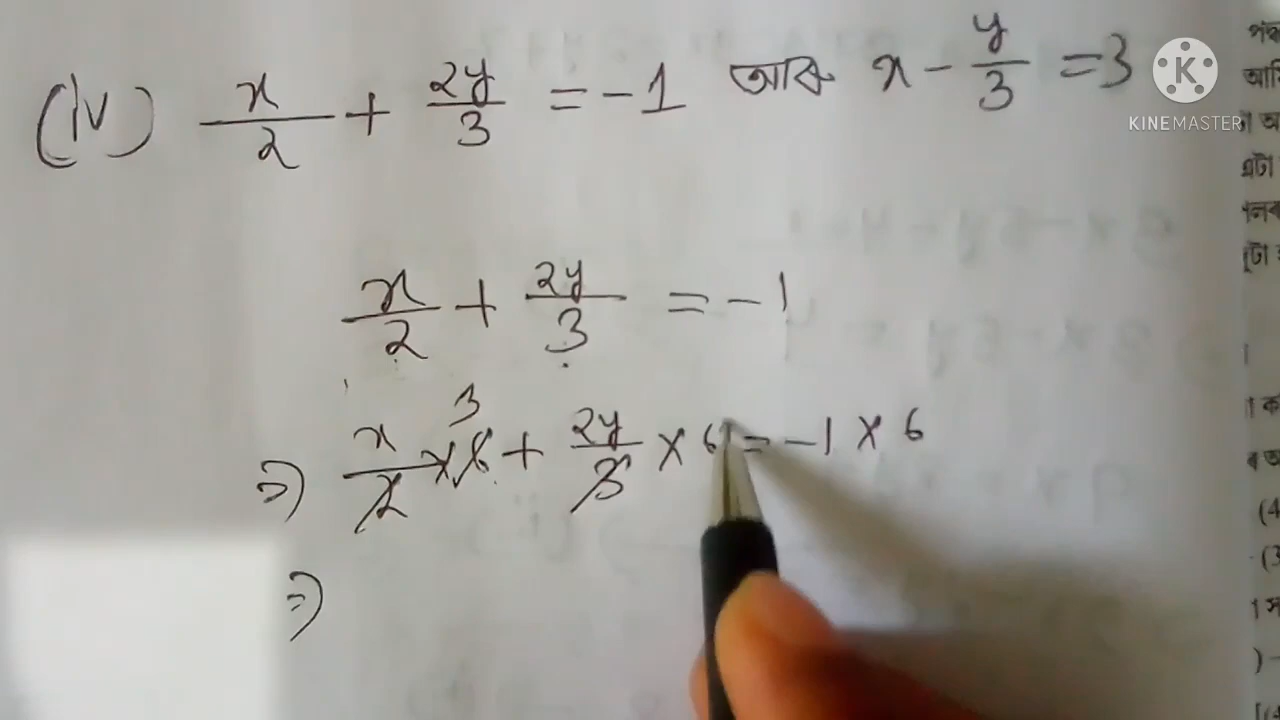 (iv) x/2 + 2y/3 = -1 আৰু x - y/3 = 3
KINEMASTER
x/2 + 2y/3 = -1
3
⇒) x/2 × 6 + 2y/3 × 6 = -1 × 6
⇒)